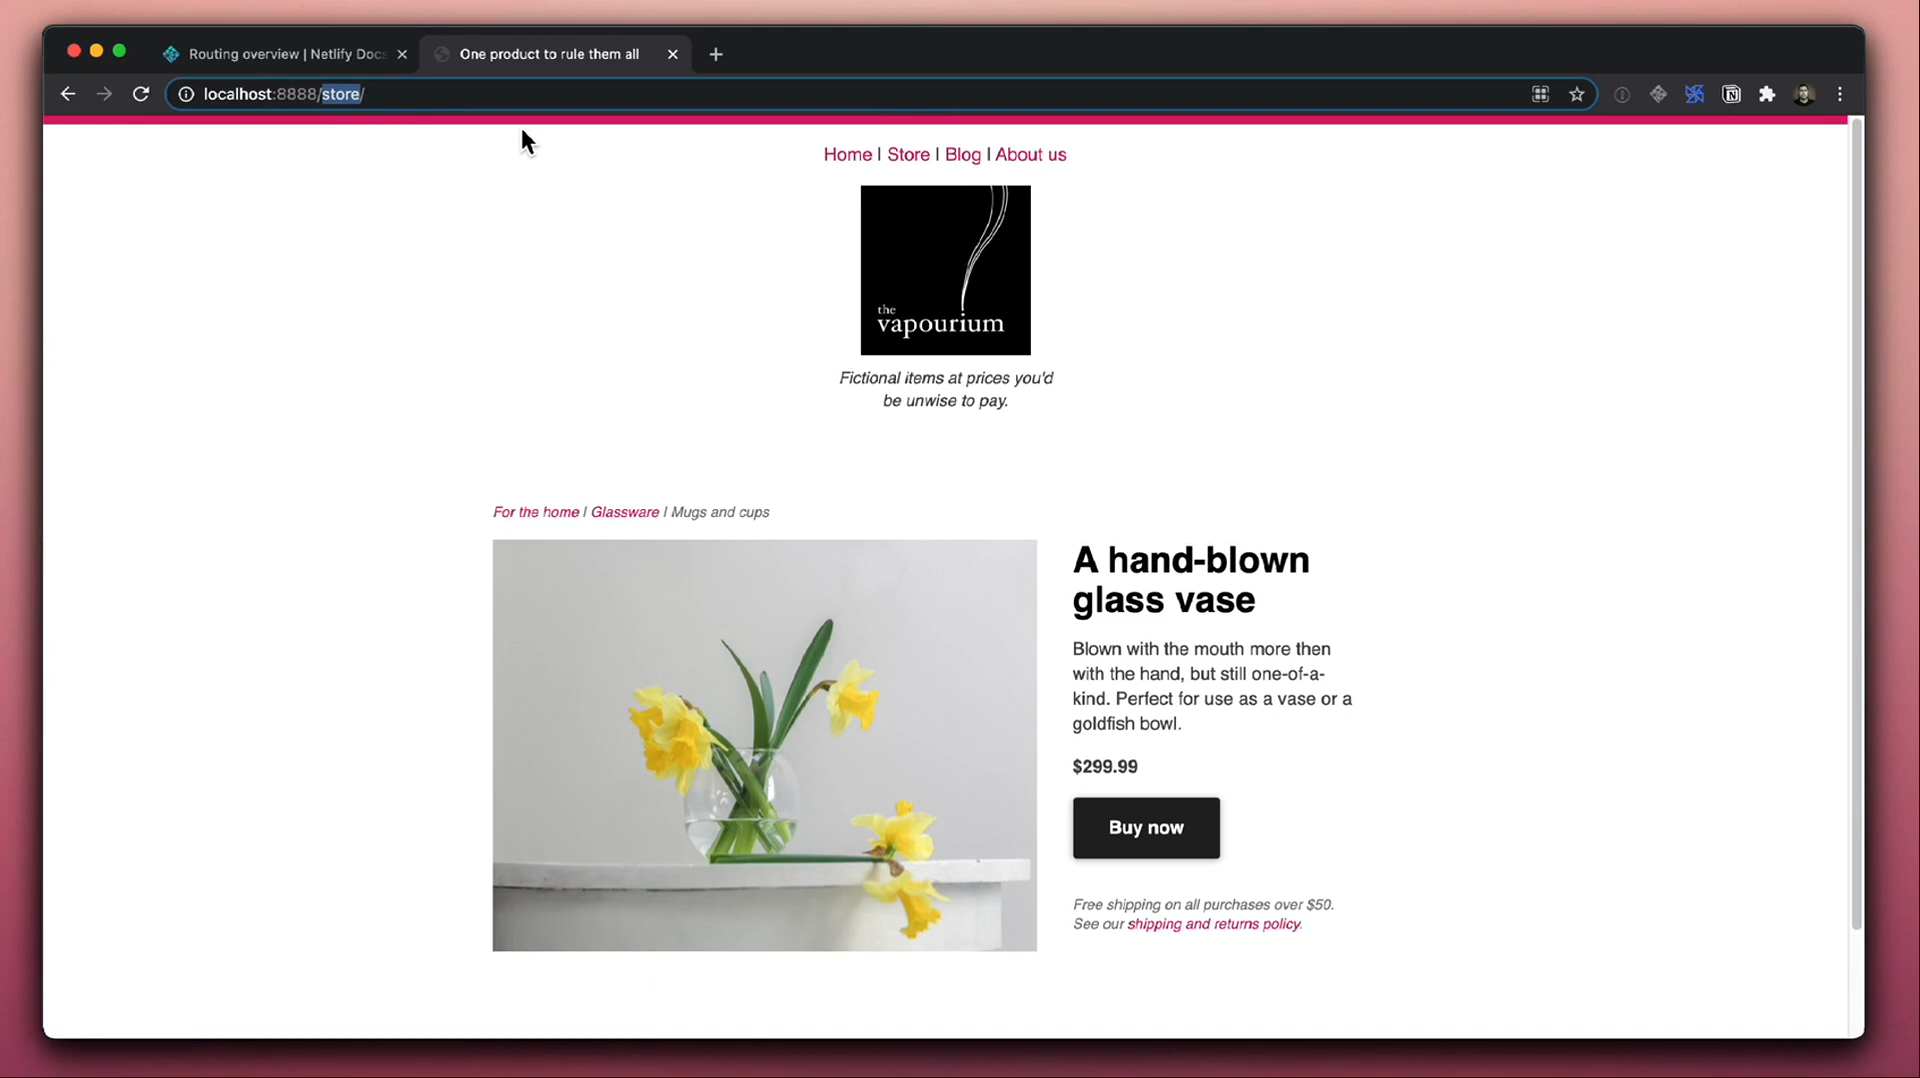 Routing overview | Netlify Docs
One product to rule them all
localhost:8888/store/
Home | Store | Blog | About us
the
vapourium
Fictional items at prices you'd
be unwise to pay.
For the home | Glassware | Mugs and cups
A hand-blown
glass vase
Blown with the mouth more then
with the hand, but still one-of-a-
kind. Perfect for use as a vase or a
goldfish bowl.
$299.99
Buy now
Free shipping on all purchases over $50.
See our shipping and returns policy.